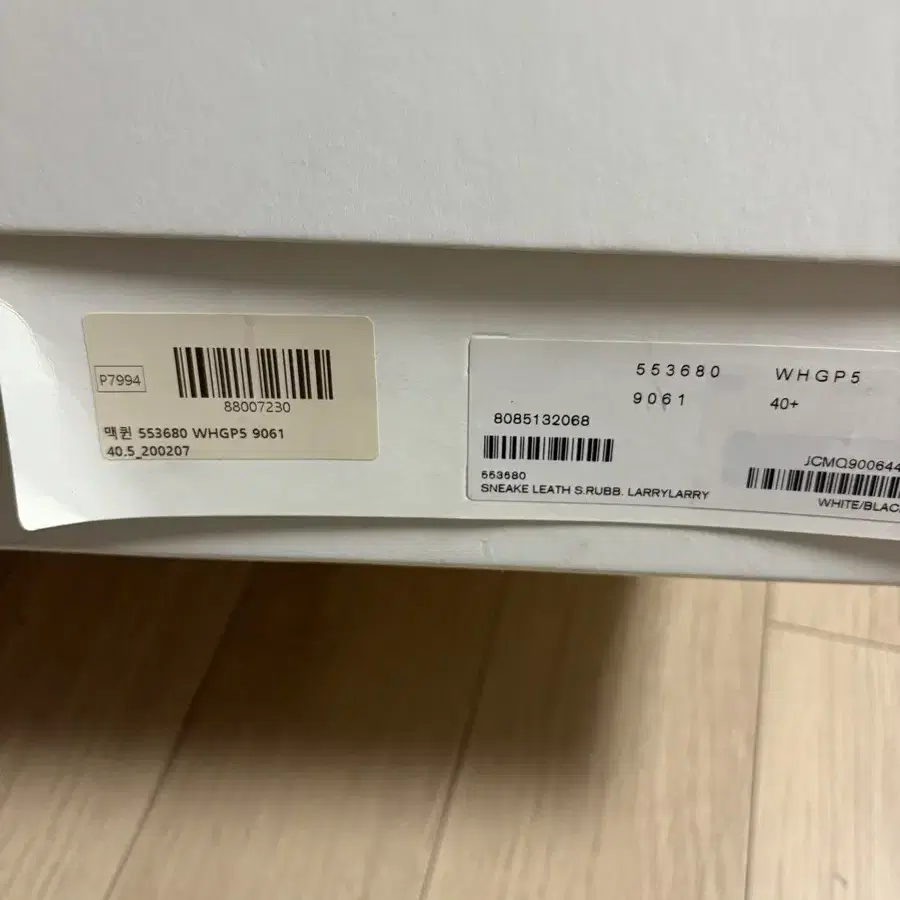 P7994
88007230
맥퀸 553680 WHGP5 9061
40.5_200207
553680 WHGP5
9061 40+
8085132068
553680
SNEAKE LEATH S.RUBB. LARRYLARRY
JCMQ900644
WHITE/BLAC